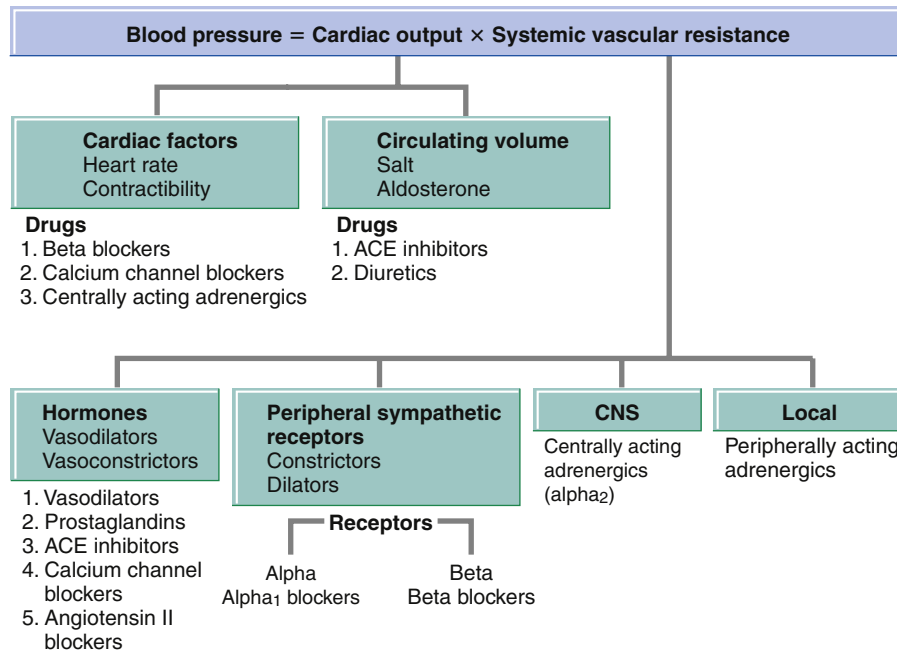 Blood pressure = Cardiac output × Systemic vascular resistance
Cardiac factors
Heart rate
Contractibility
Drugs
1. Beta blockers
2. Calcium channel blockers
3. Centrally acting adrenergics
Circulating volume
Salt
Aldosterone
Drugs
1. ACE inhibitors
2. Diuretics
Hormones
Vasodilators
Vasoconstrictors
1. Vasodilators
2. Prostaglandins
3. ACE inhibitors
4. Calcium channel
blockers
5. Angiotensin II
blockers
Peripheral sympathetic
receptors
Constrictors
Dilators
Receptors
Alpha
Alpha₁ blockers
Beta
Beta blockers
CNS
Centrally acting
adrenergics
(alpha₂)
Local
Peripherally acting
adrenergics